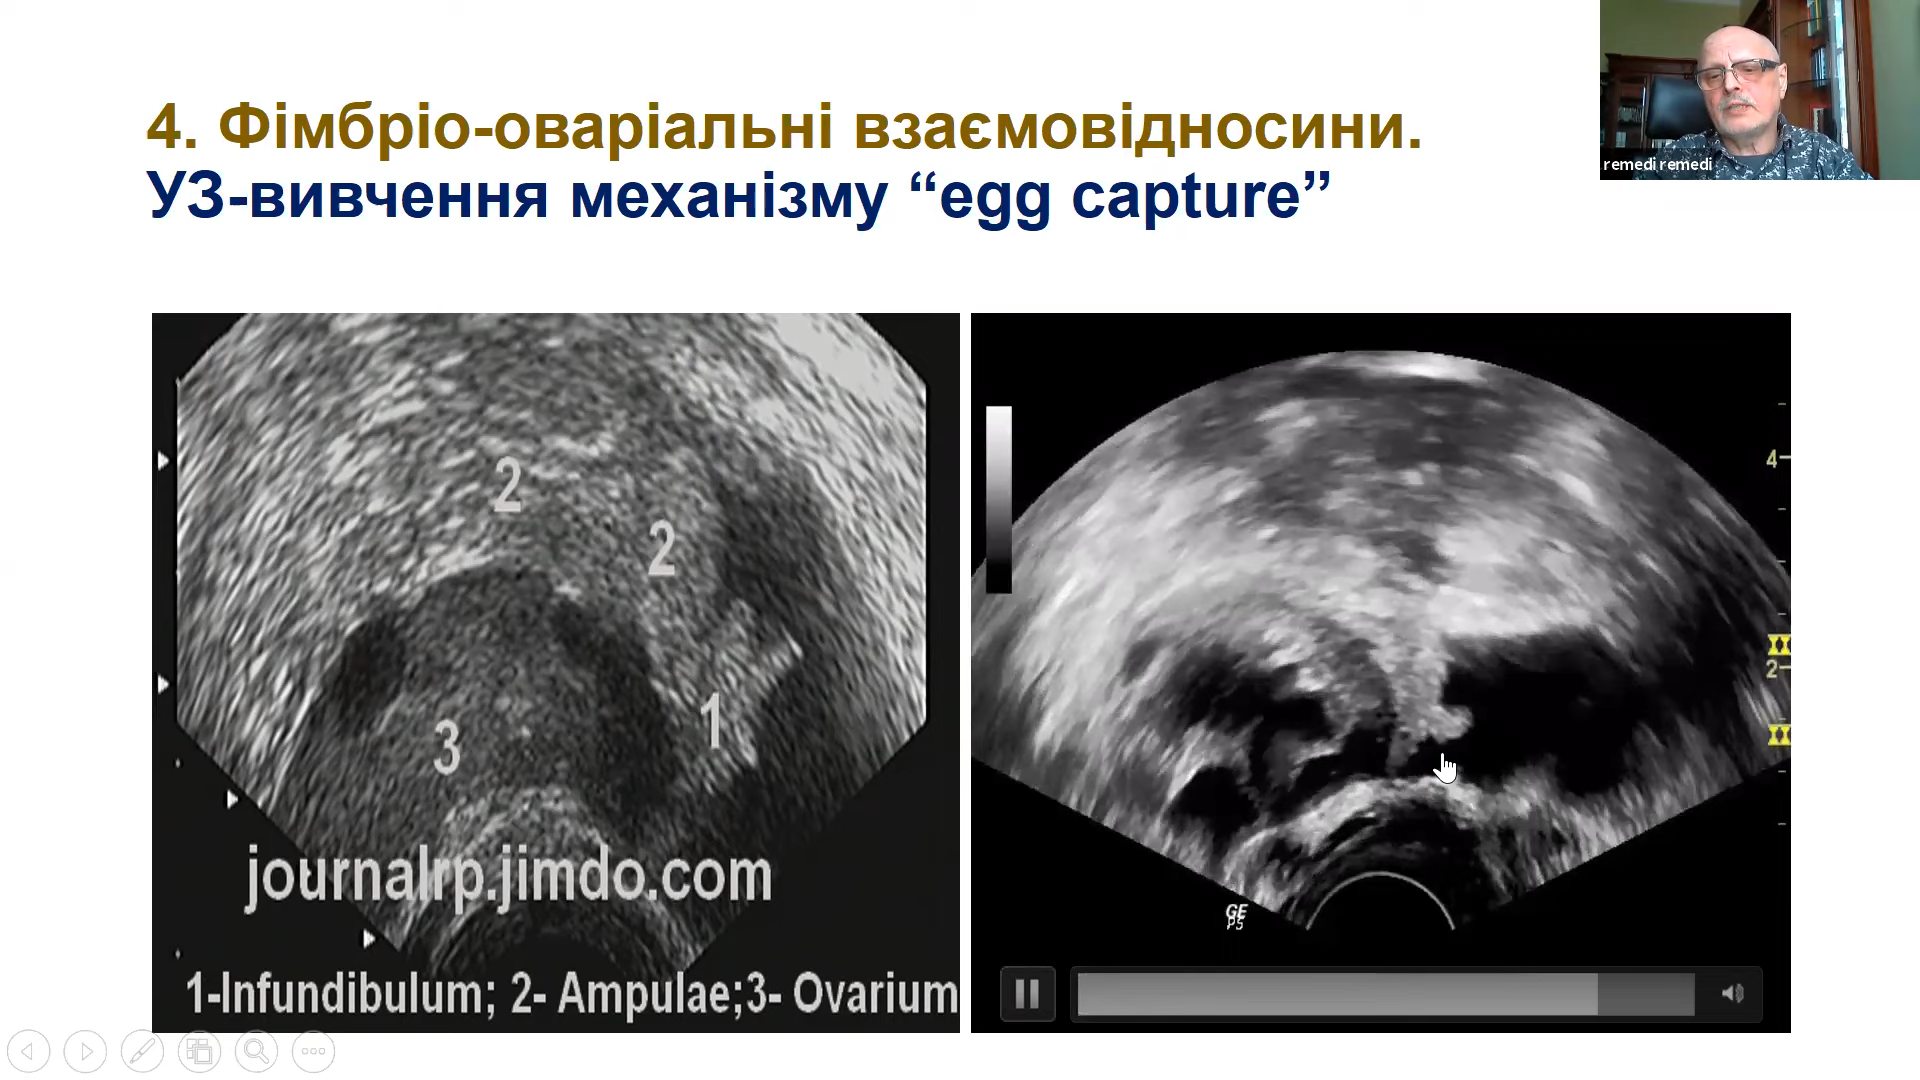 4. Фімбріо-оваріальні взаємовідносини.
УЗ-вивчення механізму “egg capture”
remedi remedi
2
2
1
3
journalrp.jimdo.com
1-Infundibulum; 2- Ampulae;3- Ovarium
4
2
GE
P5